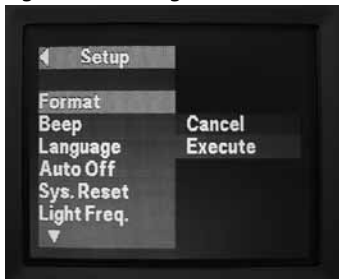 Setup
Format
Beep
Cancel
Language
Execute
Auto Off
Sys. Reset
Light Freq.